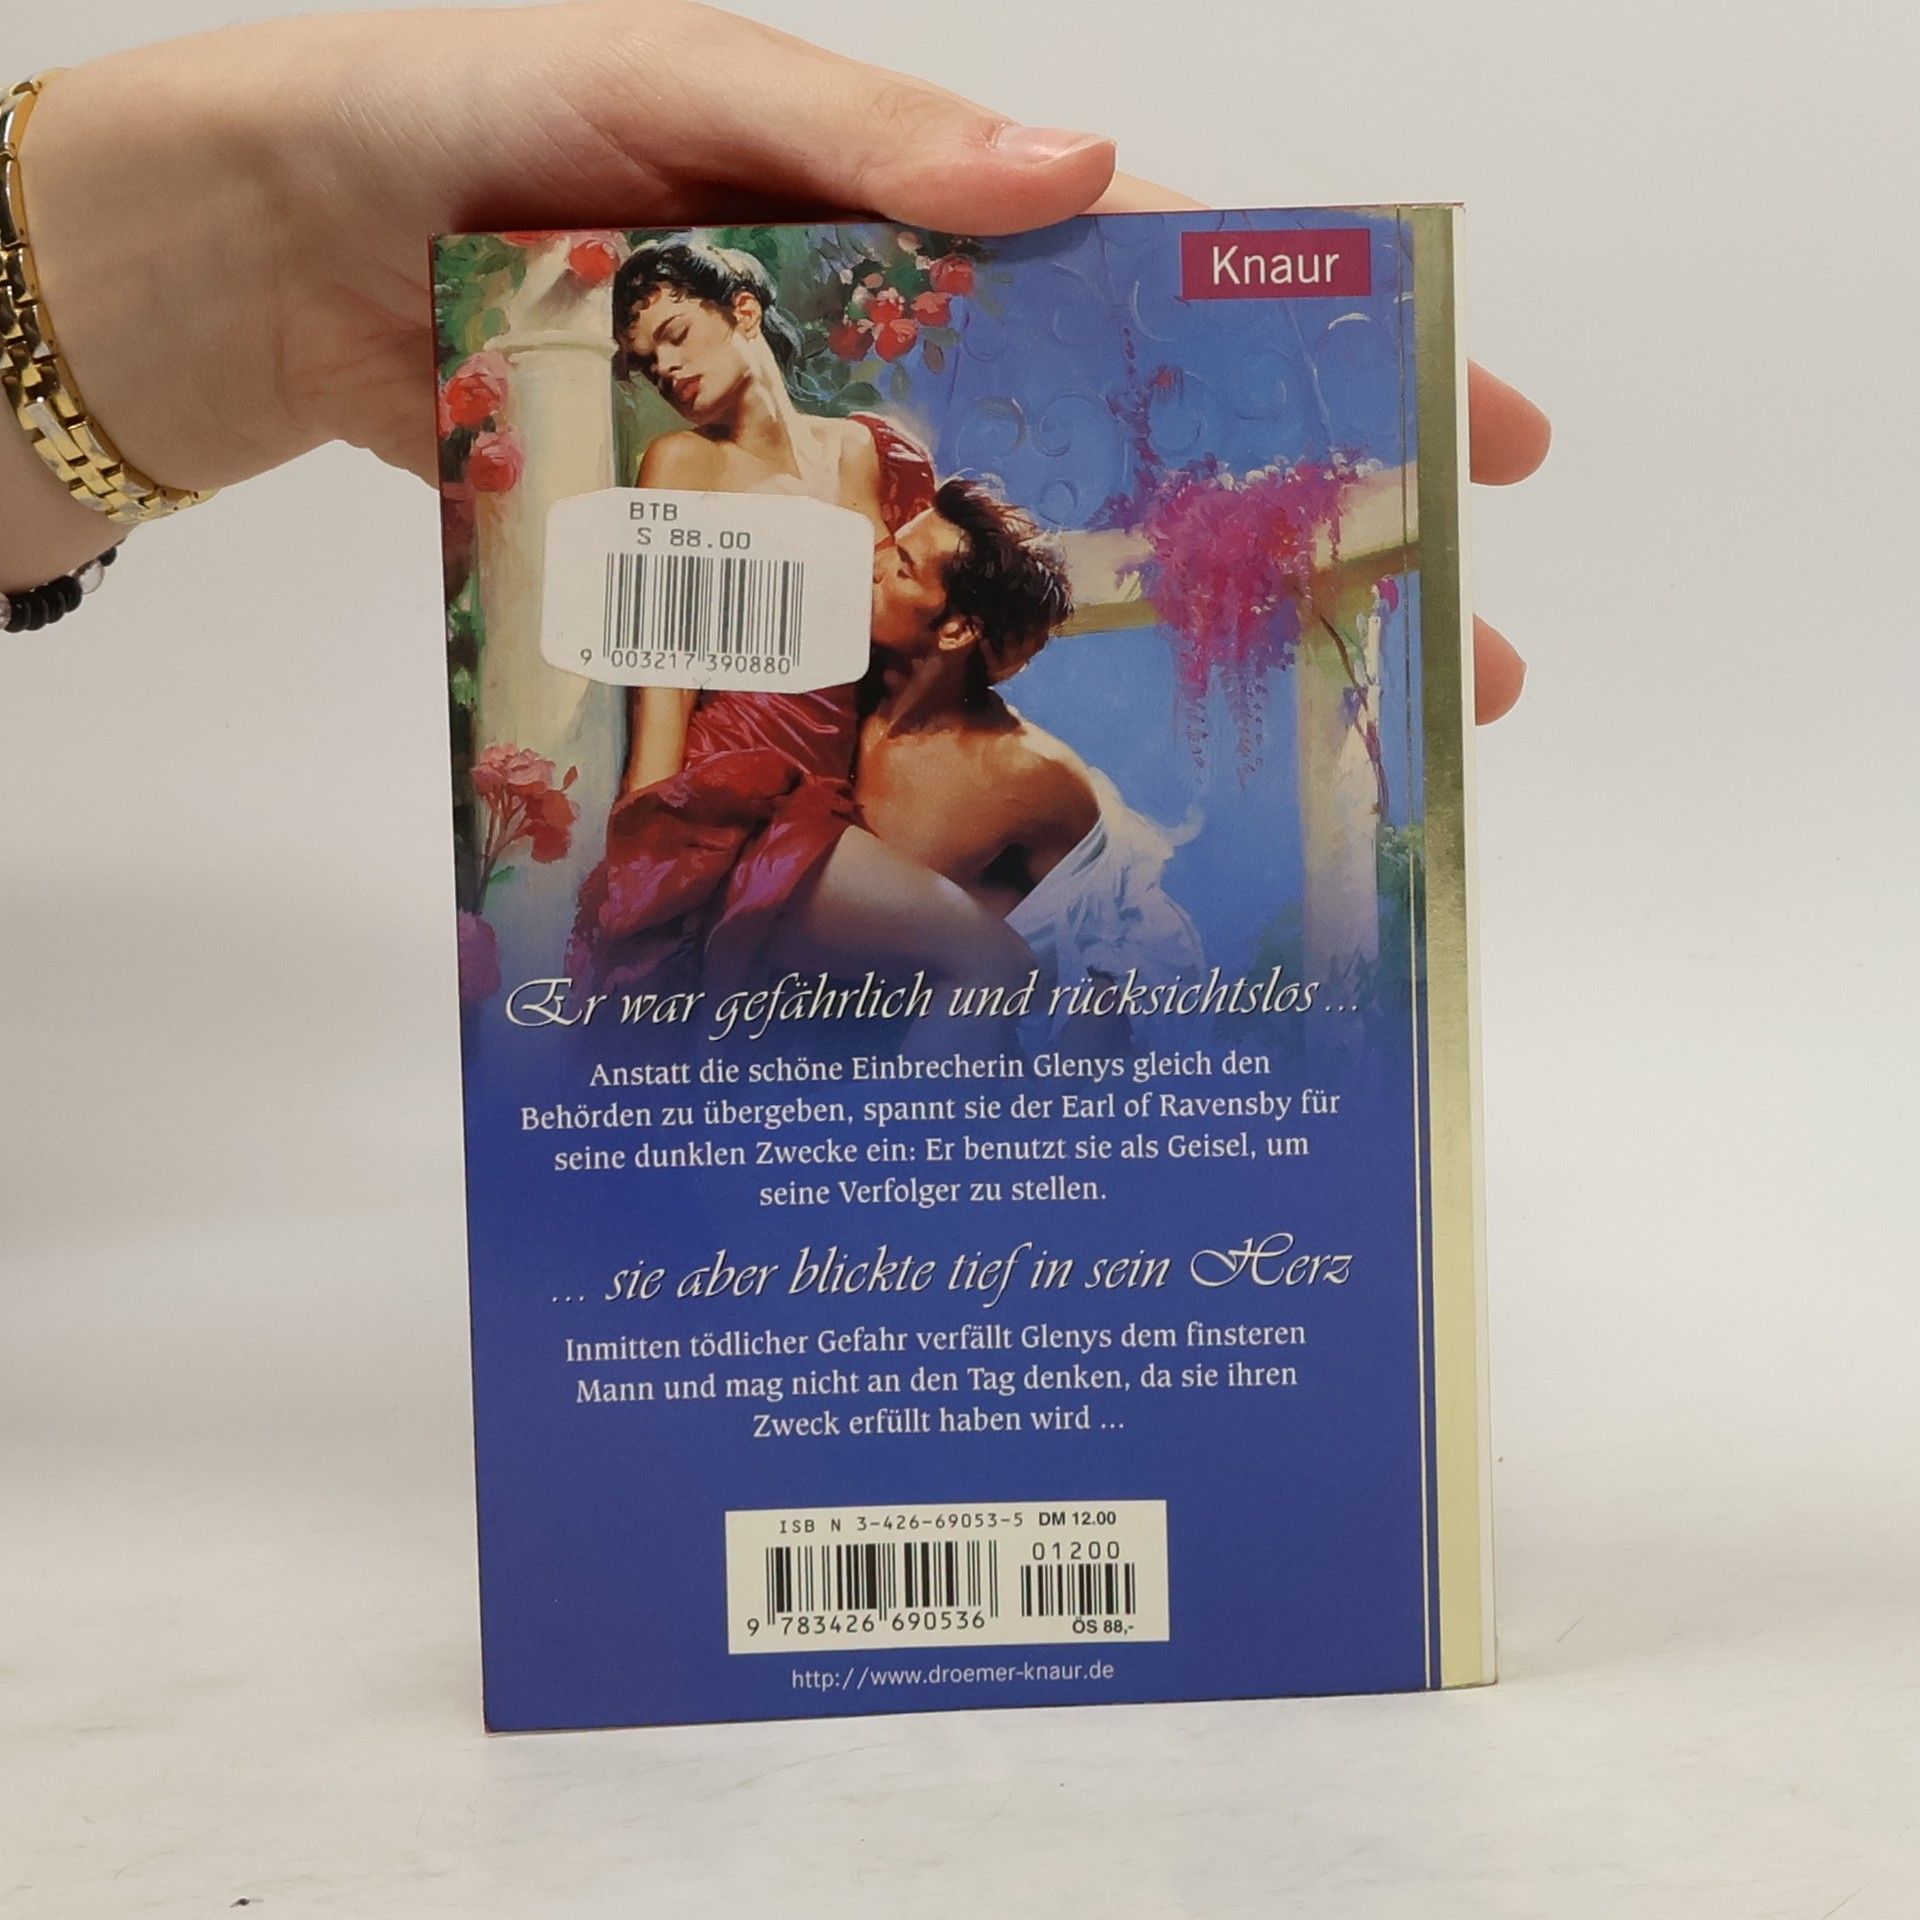 Knaur
BTB
S 88.00
9 003217 390880
Er war gefährlich und rücksichtslos ...
Anstatt die schöne Einbrecherin Glenys gleich den
Behörden zu übergeben, spannt sie der Earl of Ravensby für
seine dunklen Zwecke ein: Er benutzt sie als Geisel, um
seine Verfolger zu stellen.
... sie aber blickte tief in sein Herz
Inmitten tödlicher Gefahr verfällt Glenys dem finsteren
Mann und mag nicht an den Tag denken, da sie ihren
Zweck erfüllt haben wird ...
ISB N 3-426-69053-5 DM 12.00
01200
9 783426 690536
ÖS 88,-
http://www.droemer-knaur.de